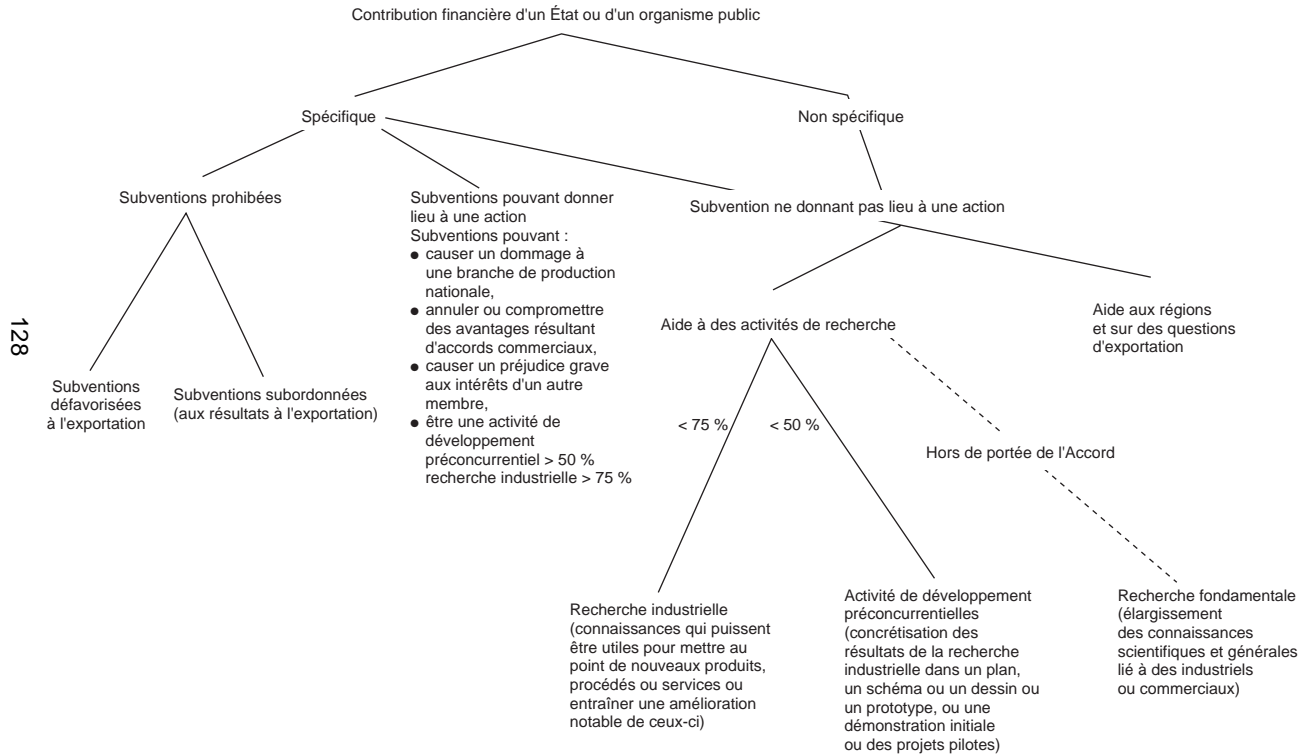 Contribution financière d'un État ou d'un organisme public
Spécifique
Non spécifique
Subventions prohibées
Subventions pouvant donner
lieu à une action
Subventions pouvant :
● causer un dommage à
une branche de production
nationale,
● annuler ou compromettre
des avantages résultant
d'accords commerciaux,
● causer un préjudice grave
aux intérêts d'un autre
membre,
● être une activité de
développement
préconcurrentiel > 50 %
recherche industrielle > 75 %
Subvention ne donnant pas lieu à une action
Subventions
défavorisées
à l'exportation
Subventions subordonnées
(aux résultats à l'exportation)
Aide à des activités de recherche
Aide aux régions
et sur des questions
d'exportation
< 75 %
< 50 %
Hors de portée de l'Accord
Recherche industrielle
(connaissances qui puissent
être utiles pour mettre au
point de nouveaux produits,
procédés ou services ou
entraîner une amélioration
notable de ceux-ci)
Activité de développement
préconcurrentielles
(concrétisation des
résultats de la recherche
industrielle dans un plan,
un schéma ou un dessin ou
un prototype, ou une
démonstration initiale
ou des projets pilotes)
Recherche fondamentale
(élargissement
des connaissances
scientifiques et générales
lié à des industriels
ou commerciaux)
128